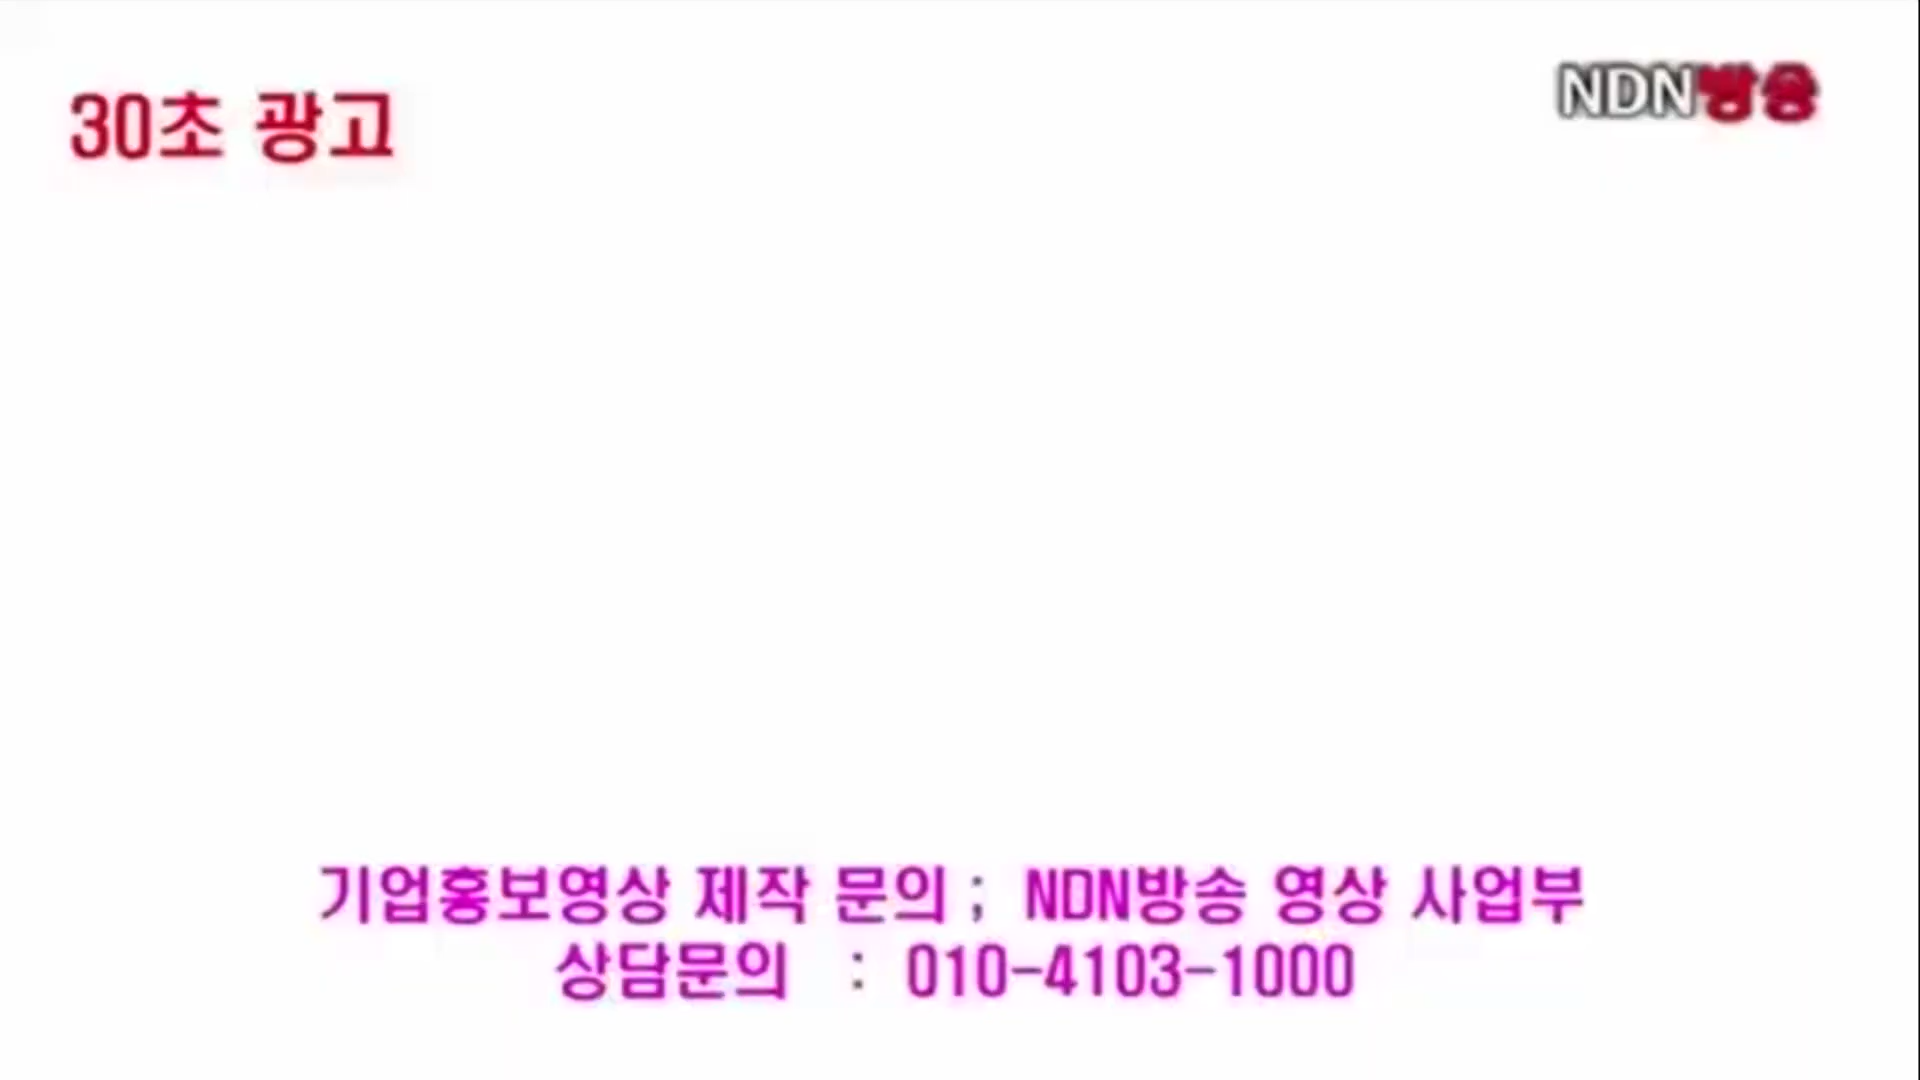 30초 광고
NDN방송
기업홍보영상 제작 문의 ; NDN방송 영상 사업부
상담문의 : 010-4103-1000